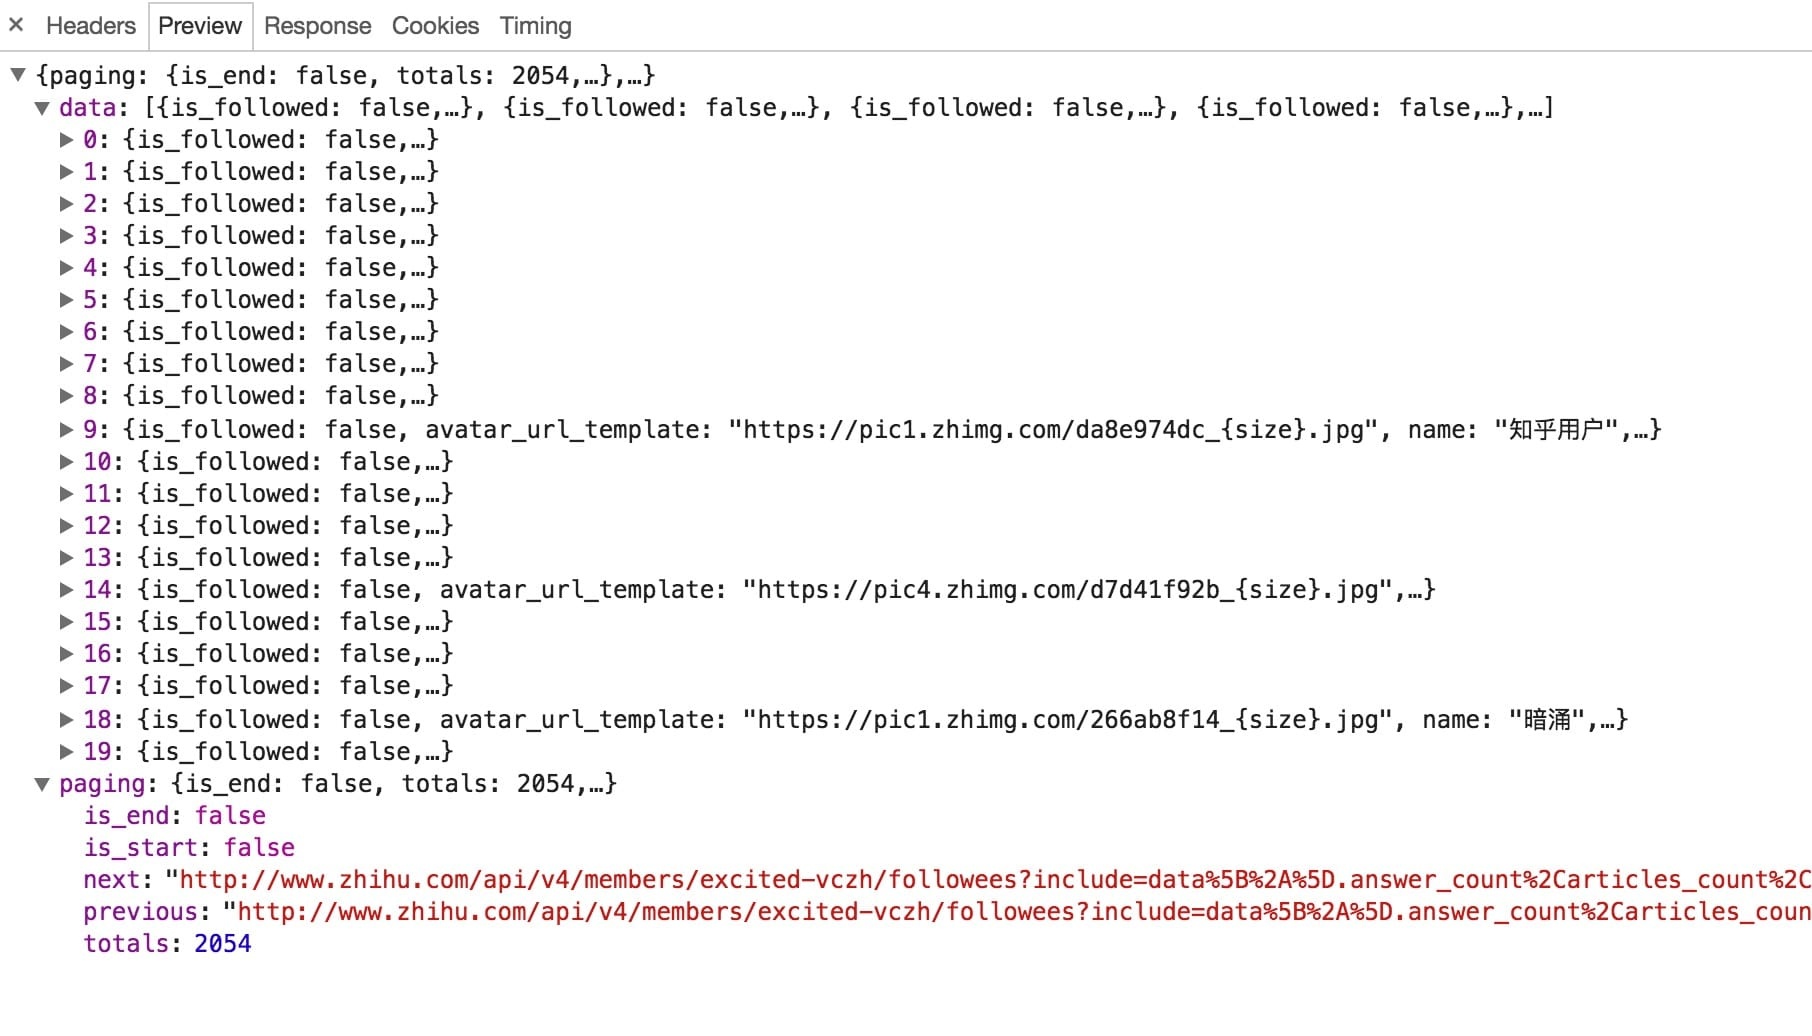 × Headers Preview Response Cookies Timing
▼ {paging: {is_end: false, totals: 2054,…},…}
▼ data: [{is_followed: false,…}, {is_followed: false,…}, {is_followed: false,…}, {is_followed: false,…},…]
▶ 0: {is_followed: false,…}
▶ 1: {is_followed: false,…}
▶ 2: {is_followed: false,…}
▶ 3: {is_followed: false,…}
▶ 4: {is_followed: false,…}
▶ 5: {is_followed: false,…}
▶ 6: {is_followed: false,…}
▶ 7: {is_followed: false,…}
▶ 8: {is_followed: false,…}
▶ 9: {is_followed: false, avatar_url_template: "https://pic1.zhimg.com/da8e974dc_{size}.jpg", name: "知乎用户",…}
▶ 10: {is_followed: false,…}
▶ 11: {is_followed: false,…}
▶ 12: {is_followed: false,…}
▶ 13: {is_followed: false,…}
▶ 14: {is_followed: false, avatar_url_template: "https://pic4.zhimg.com/d7d41f92b_{size}.jpg",…}
▶ 15: {is_followed: false,…}
▶ 16: {is_followed: false,…}
▶ 17: {is_followed: false,…}
▶ 18: {is_followed: false, avatar_url_template: "https://pic1.zhimg.com/266ab8f14_{size}.jpg", name: "暗涌",…}
▶ 19: {is_followed: false,…}
▼ paging: {is_end: false, totals: 2054,…}
is_end: false
is_start: false
next: "http://www.zhihu.com/api/v4/members/excited-vczh/followees?include=data%5B%2A%5D.answer_count%2Carticles_count%2C
previous: "http://www.zhihu.com/api/v4/members/excited-vczh/followees?include=data%5B%2A%5D.answer_count%2Carticles_coun
totals: 2054